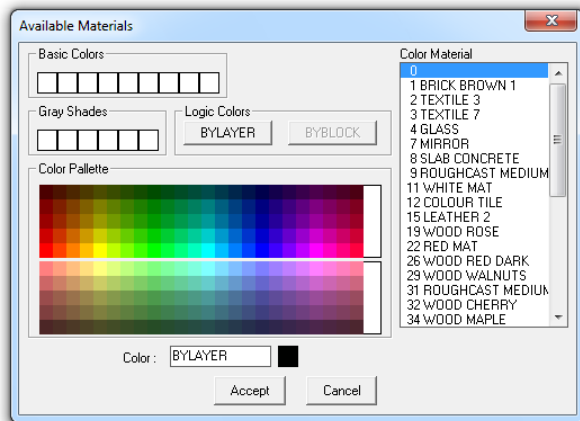 Available Materials
Basic Colors
Gray Shades
Logic Colors
BYLAYER
BYBLOCK
Color Pallette
Color :
BYLAYER
Accept
Cancel
Color Material
0
1 BRICK BROWN 1
2 TEXTILE 3
3 TEXTILE 7
4 GLASS
7 MIRROR
8 SLAB CONCRETE
9 ROUGHCAST MEDIUM
11 WHITE MAT
12 COLOUR TILE
15 LEATHER 2
19 WOOD ROSE
22 RED MAT
26 WOOD RED DARK
29 WOOD WALNUTS
31 ROUGHCAST MEDIUM
32 WOOD CHERRY
34 WOOD MAPLE